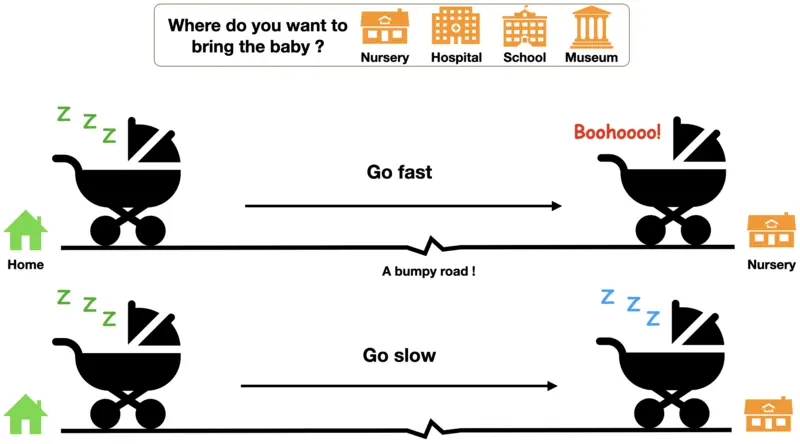 Where do you want to
bring the baby ?
Nursery
Hospital
School
Museum
z z z
Boohoooo!
Go fast
Home
A bumpy road !
Nursery
z z z
z z z
Go slow